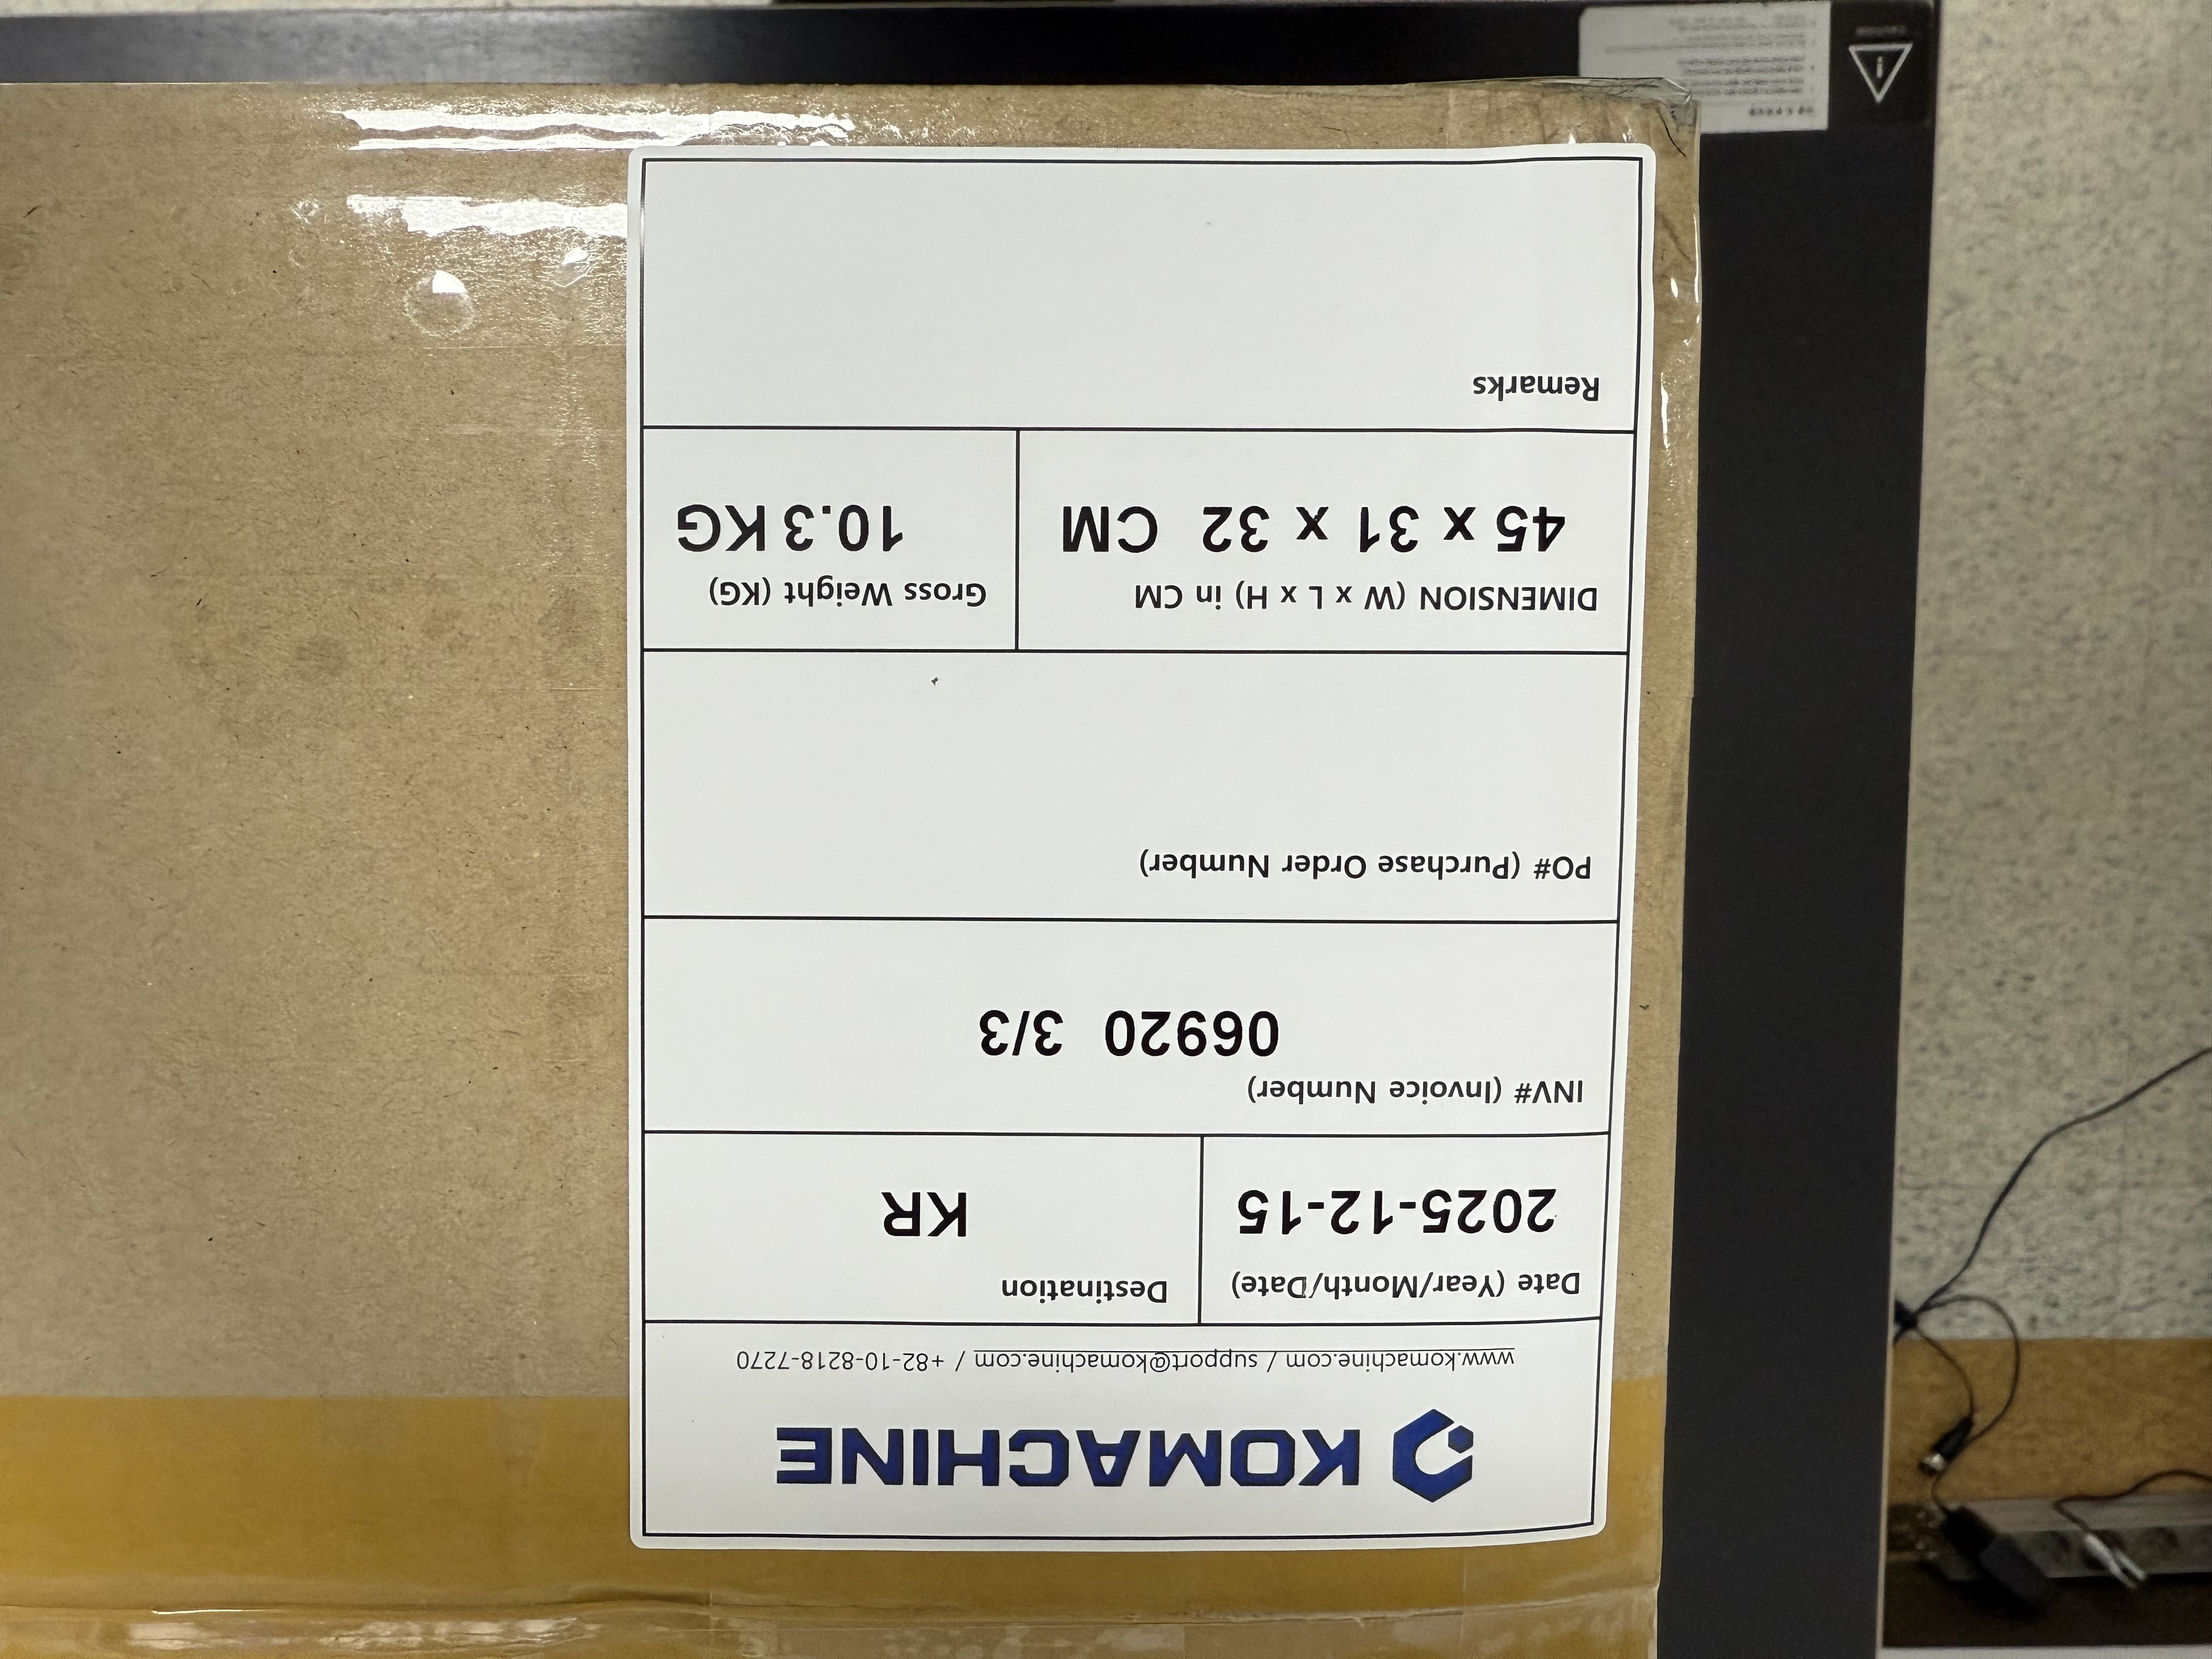 KOMACHINE
www.komachine.com / support@komachine.com / +82-10-8218-7270
Date (Year/Month/Date)
2025-12-15
Destination
KR
INV# (Invoice Number)
06920 3/3
PO# (Purchase Order Number)
DIMENSION (W x L x H) in CM
45 x 31 x 32 CM
Gross Weight (KG)
10.3 KG
Remarks